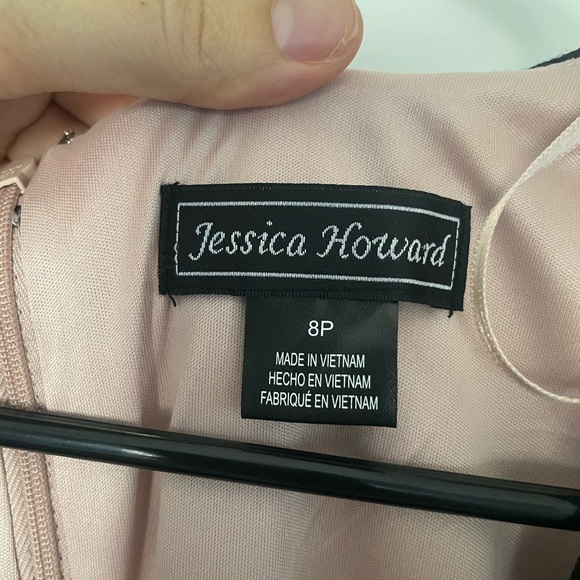 Jessica Howard
8P
MADE IN VIETNAM
HECHO EN VIETNAM
FABRIQUÉ EN VIETNAM